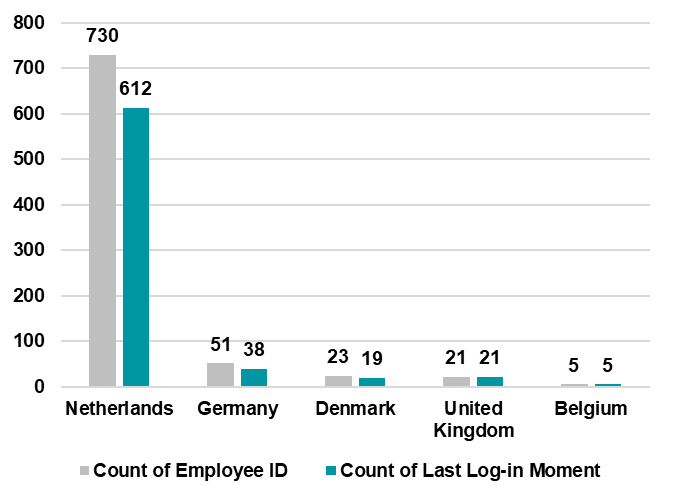 800
700
600
500
400
300
200
100
0
730
612
51
38
23
19
21
21
5
5
Netherlands
Germany
Denmark
United
Kingdom
Belgium
Count of Employee ID
Count of Last Log-in Moment